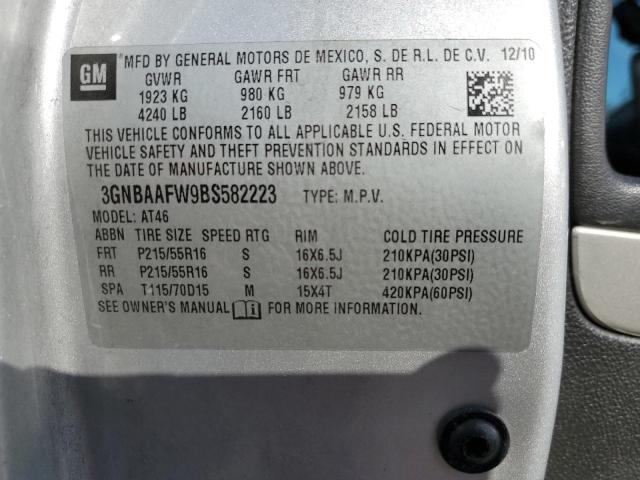 GM MFD BY GENERAL MOTORS DE MEXICO, S. DE R.L. DE C.V. 12/10
GVWR GAWR FRT GAWR RR
1923 KG 980 KG 979 KG
4240 LB 2160 LB 2158 LB
THIS VEHICLE CONFORMS TO ALL APPLICABLE U.S. FEDERAL MOTOR
VEHICLE SAFETY AND THEFT PREVENTION STANDARDS IN EFFECT ON
THE DATE OF MANUFACTURE SHOWN ABOVE.
3GNBAAFW9BS582223 TYPE: M.P.V.
MODEL: AT46
ABBN TIRE SIZE SPEED RTG RIM COLD TIRE PRESSURE
FRT P215/55R16 S 16X6.5J 210KPA(30PSI)
RR P215/55R16 S 16X6.5J 210KPA(30PSI)
SPA T115/70D15 M 15X4T 420KPA(60PSI)
SEE OWNER'S MANUAL FOR MORE INFORMATION.